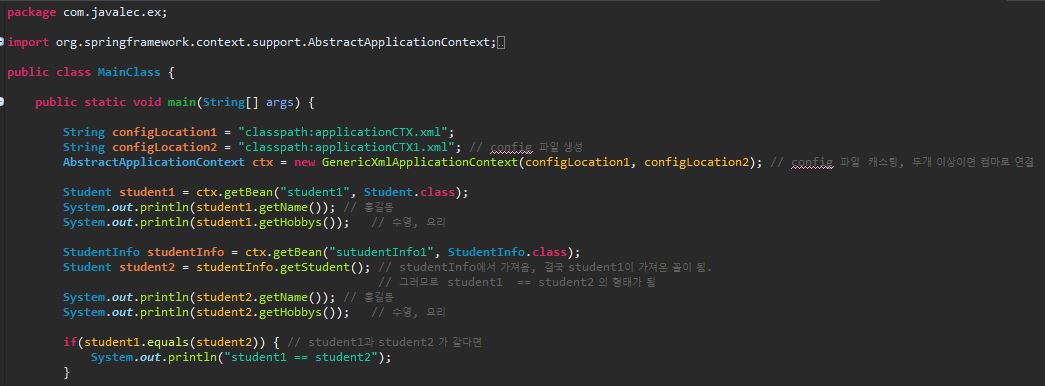 package com.javalec.ex;
import org.springframework.context.support.AbstractApplicationContext;
public class MainClass {
public static void main(String[] args) {
String configLocation1 = "classpath:applicationCTX.xml";
String configLocation2 = "classpath:applicationCTX1.xml"; // config 파일 생성
AbstractApplicationContext ctx = new GenericXmlApplicationContext(configLocation1, configLocation2); // config 파일 캐스팅, 두개 이상이면 컴마로 연결
Student student1 = ctx.getBean("student1", Student.class);
System.out.println(student1.getName()); // 홍길동
System.out.println(student1.getHobbys()); // 수영, 요리
StudentInfo studentInfo = ctx.getBean("sutudentInfo1", StudentInfo.class);
Student student2 = studentInfo.getStudent(); // studentInfo에서 가져옴, 결국 student1이 가져온 꼴이 됨.
// 그러므로 student1 == student2 의 형태가 됨
System.out.println(student2.getName()); // 홍길동
System.out.println(student2.getHobbys()); // 수영, 요리
if(student1.equals(student2)) { // student1과 student2 가 같다면
System.out.println("student1 == student2");
}